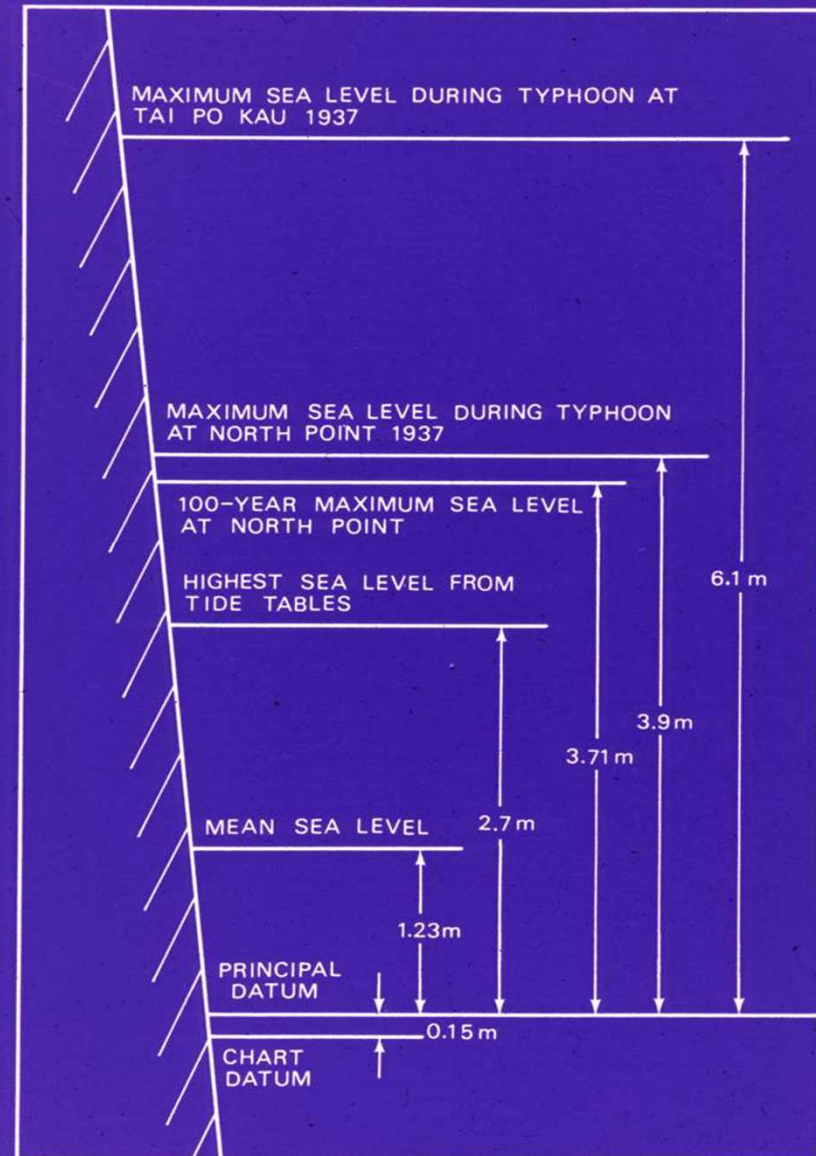 MAXIMUM SEA LEVEL DURING TYPHOON AT
TAI PO KAU 1937
MAXIMUM SEA LEVEL DURING TYPHOON
AT NORTH POINT 1937
100-YEAR MAXIMUM SEA LEVEL
AT NORTH POINT
HIGHEST SEA LEVEL FROM
TIDE TABLES
6.1 m
3.9 m
3.71 m
2.7 m
MEAN SEA LEVEL
1.23m
PRINCIPAL
DATUM
0.15 m
CHART
DATUM